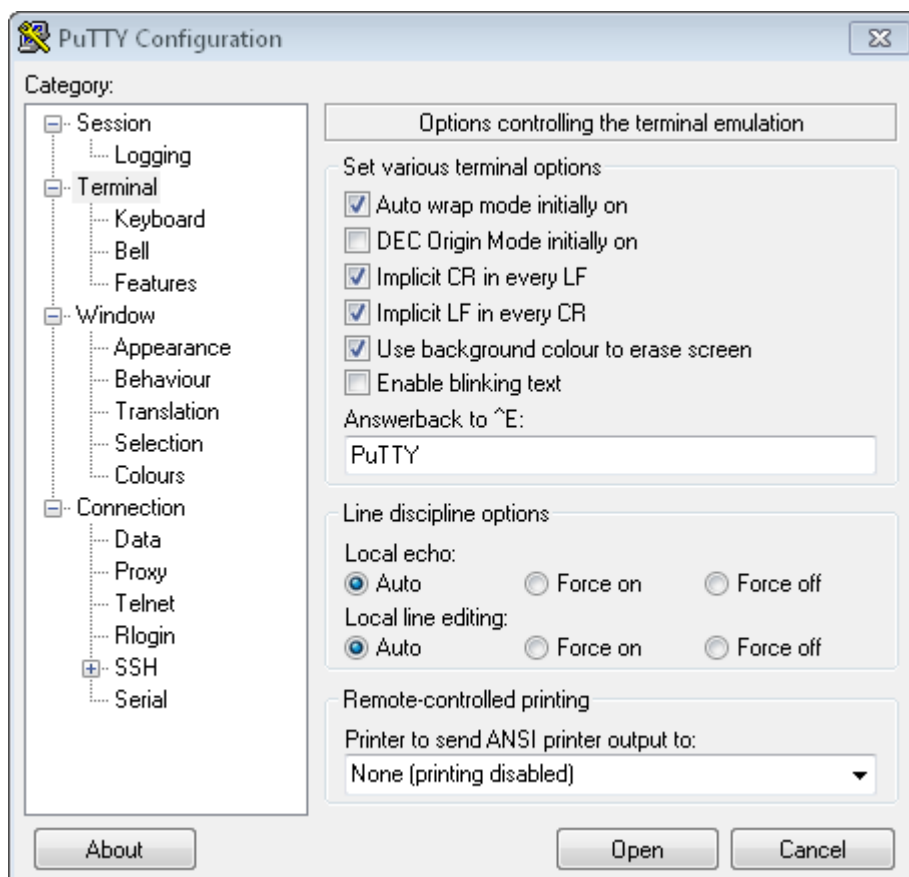 PuTTY Configuration
Category:
Session
Logging
Terminal
Keyboard
Bell
Features
Window
Appearance
Behaviour
Translation
Selection
Colours
Connection
Data
Proxy
Telnet
Rlogin
SSH
Serial
Options controlling the terminal emulation
Set various terminal options
Auto wrap mode initially on
DEC Origin Mode initially on
Implicit CR in every LF
Implicit LF in every CR
Use background colour to erase screen
Enable blinking text
Answerback to ^E:
PuTTY
Line discipline options
Local echo:
Auto Force on Force off
Local line editing:
Auto Force on Force off
Remote-controlled printing
Printer to send ANSI printer output to:
None (printing disabled)
About Open Cancel